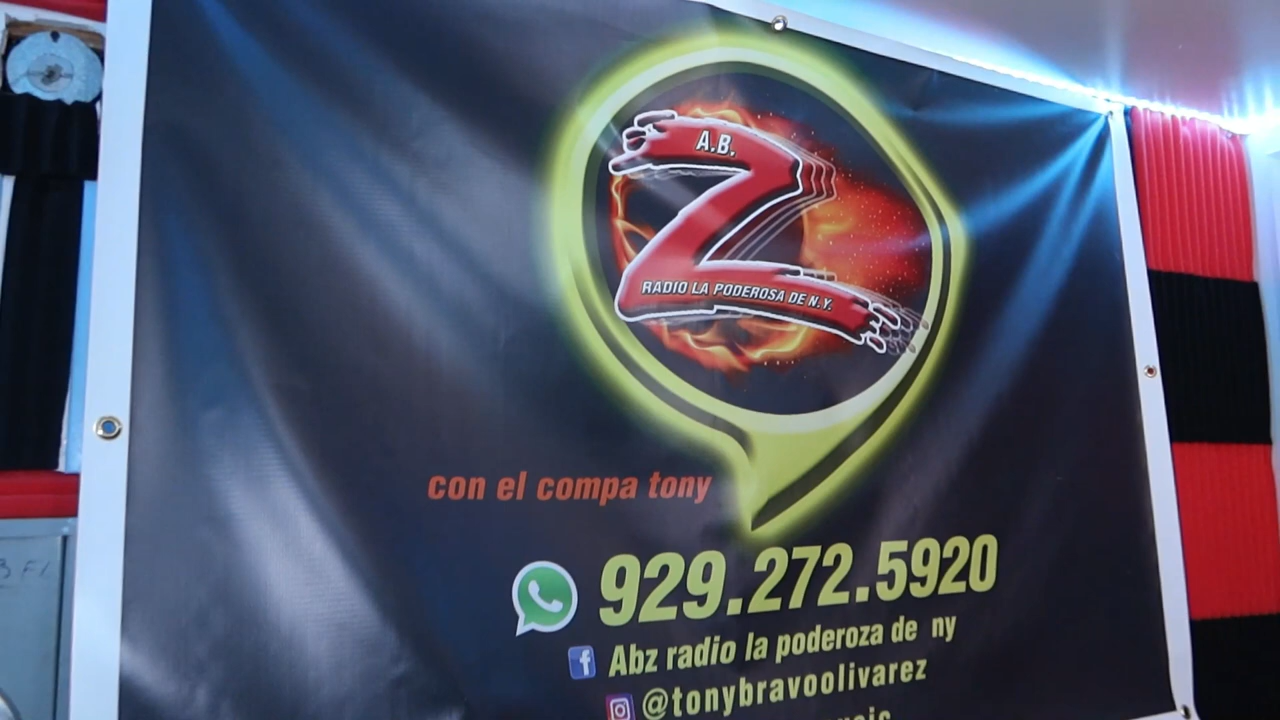 A.B.
Z
RADIO LA PODEROSA DE N.Y.
con el compa tony
929.272.5920
Abz radio la poderoza de ny
@tonybravoolivarez